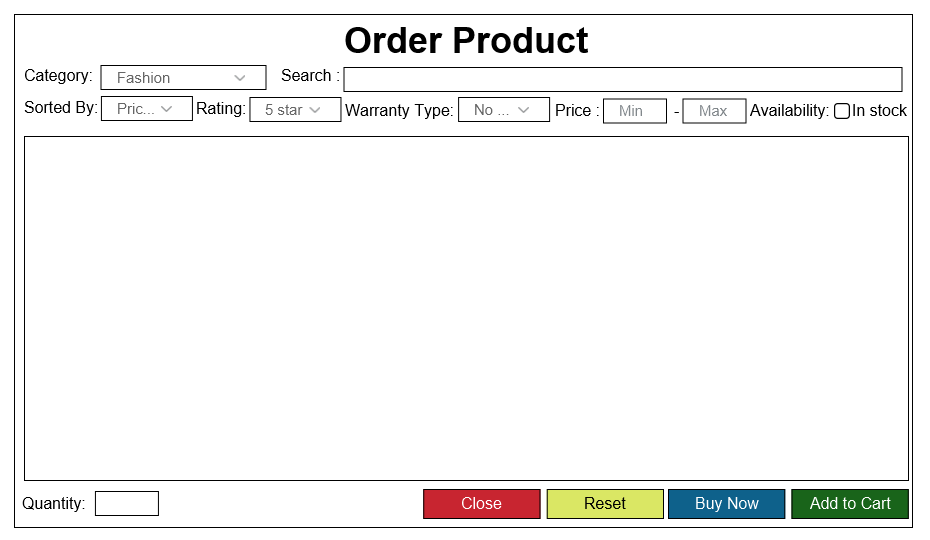 Order Product
Category: Fashion Search :
Sorted By: Pric... Rating: 5 star Warranty Type: No ... Price : Min - Max Availability: In stock
Quantity: Close Reset Buy Now Add to Cart